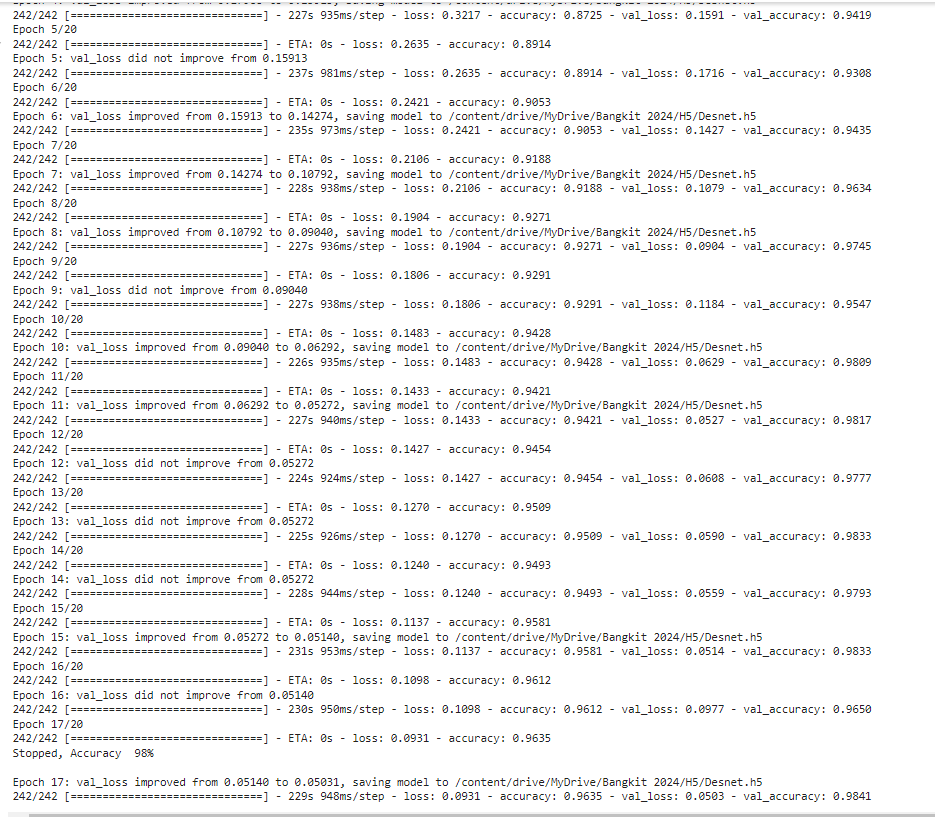 242/242 [==============================] - 227s 935ms/step - loss: 0.3217 - accuracy: 0.8725 - val_loss: 0.1591 - val_accuracy: 0.9419
Epoch 5/20
242/242 [==============================] - ETA: 0s - loss: 0.2635 - accuracy: 0.8914
Epoch 5: val_loss did not improve from 0.15913
242/242 [==============================] - 237s 981ms/step - loss: 0.2635 - accuracy: 0.8914 - val_loss: 0.1716 - val_accuracy: 0.9308
Epoch 6/20
242/242 [==============================] - ETA: 0s - loss: 0.2421 - accuracy: 0.9053
Epoch 6: val_loss improved from 0.15913 to 0.14274, saving model to /content/drive/MyDrive/Bangkit 2024/H5/Desnet.h5
242/242 [==============================] - 235s 973ms/step - loss: 0.2421 - accuracy: 0.9053 - val_loss: 0.1427 - val_accuracy: 0.9435
Epoch 7/20
242/242 [==============================] - ETA: 0s - loss: 0.2106 - accuracy: 0.9188
Epoch 7: val_loss improved from 0.14274 to 0.10792, saving model to /content/drive/MyDrive/Bangkit 2024/H5/Desnet.h5
242/242 [==============================] - 228s 938ms/step - loss: 0.2106 - accuracy: 0.9188 - val_loss: 0.1079 - val_accuracy: 0.9634
Epoch 8/20
242/242 [==============================] - ETA: 0s - loss: 0.1904 - accuracy: 0.9271
Epoch 8: val_loss improved from 0.10792 to 0.09040, saving model to /content/drive/MyDrive/Bangkit 2024/H5/Desnet.h5
242/242 [==============================] - 227s 936ms/step - loss: 0.1904 - accuracy: 0.9271 - val_loss: 0.0904 - val_accuracy: 0.9745
Epoch 9/20
242/242 [==============================] - ETA: 0s - loss: 0.1806 - accuracy: 0.9291
Epoch 9: val_loss did not improve from 0.09040
242/242 [==============================] - 227s 938ms/step - loss: 0.1806 - accuracy: 0.9291 - val_loss: 0.1184 - val_accuracy: 0.9547
Epoch 10/20
242/242 [==============================] - ETA: 0s - loss: 0.1483 - accuracy: 0.9428
Epoch 10: val_loss improved from 0.09040 to 0.06292, saving model to /content/drive/MyDrive/Bangkit 2024/H5/Desnet.h5
242/242 [==============================] - 226s 935ms/step - loss: 0.1483 - accuracy: 0.9428 - val_loss: 0.0629 - val_accuracy: 0.9809
Epoch 11/20
242/242 [==============================] - ETA: 0s - loss: 0.1433 - accuracy: 0.9421
Epoch 11: val_loss improved from 0.06292 to 0.05272, saving model to /content/drive/MyDrive/Bangkit 2024/H5/Desnet.h5
242/242 [==============================] - 227s 940ms/step - loss: 0.1433 - accuracy: 0.9421 - val_loss: 0.0527 - val_accuracy: 0.9817
Epoch 12/20
242/242 [==============================] - ETA: 0s - loss: 0.1427 - accuracy: 0.9454
Epoch 12: val_loss did not improve from 0.05272
242/242 [==============================] - 224s 924ms/step - loss: 0.1427 - accuracy: 0.9454 - val_loss: 0.0608 - val_accuracy: 0.9777
Epoch 13/20
242/242 [==============================] - ETA: 0s - loss: 0.1270 - accuracy: 0.9509
Epoch 13: val_loss did not improve from 0.05272
242/242 [==============================] - 225s 926ms/step - loss: 0.1270 - accuracy: 0.9509 - val_loss: 0.0590 - val_accuracy: 0.9833
Epoch 14/20
242/242 [==============================] - ETA: 0s - loss: 0.1240 - accuracy: 0.9493
Epoch 14: val_loss did not improve from 0.05272
242/242 [==============================] - 228s 944ms/step - loss: 0.1240 - accuracy: 0.9493 - val_loss: 0.0559 - val_accuracy: 0.9793
Epoch 15/20
242/242 [==============================] - ETA: 0s - loss: 0.1137 - accuracy: 0.9581
Epoch 15: val_loss improved from 0.05272 to 0.05140, saving model to /content/drive/MyDrive/Bangkit 2024/H5/Desnet.h5
242/242 [==============================] - 231s 953ms/step - loss: 0.1137 - accuracy: 0.9581 - val_loss: 0.0514 - val_accuracy: 0.9833
Epoch 16/20
242/242 [==============================] - ETA: 0s - loss: 0.1098 - accuracy: 0.9612
Epoch 16: val_loss did not improve from 0.05140
242/242 [==============================] - 230s 950ms/step - loss: 0.1098 - accuracy: 0.9612 - val_loss: 0.0977 - val_accuracy: 0.9650
Epoch 17/20
242/242 [==============================] - ETA: 0s - loss: 0.0931 - accuracy: 0.9635
Stopped, Accuracy  98%
Epoch 17: val_loss improved from 0.05140 to 0.05031, saving model to /content/drive/MyDrive/Bangkit 2024/H5/Desnet.h5
242/242 [==============================] - 229s 948ms/step - loss: 0.0931 - accuracy: 0.9635 - val_loss: 0.0503 - val_accuracy: 0.9841